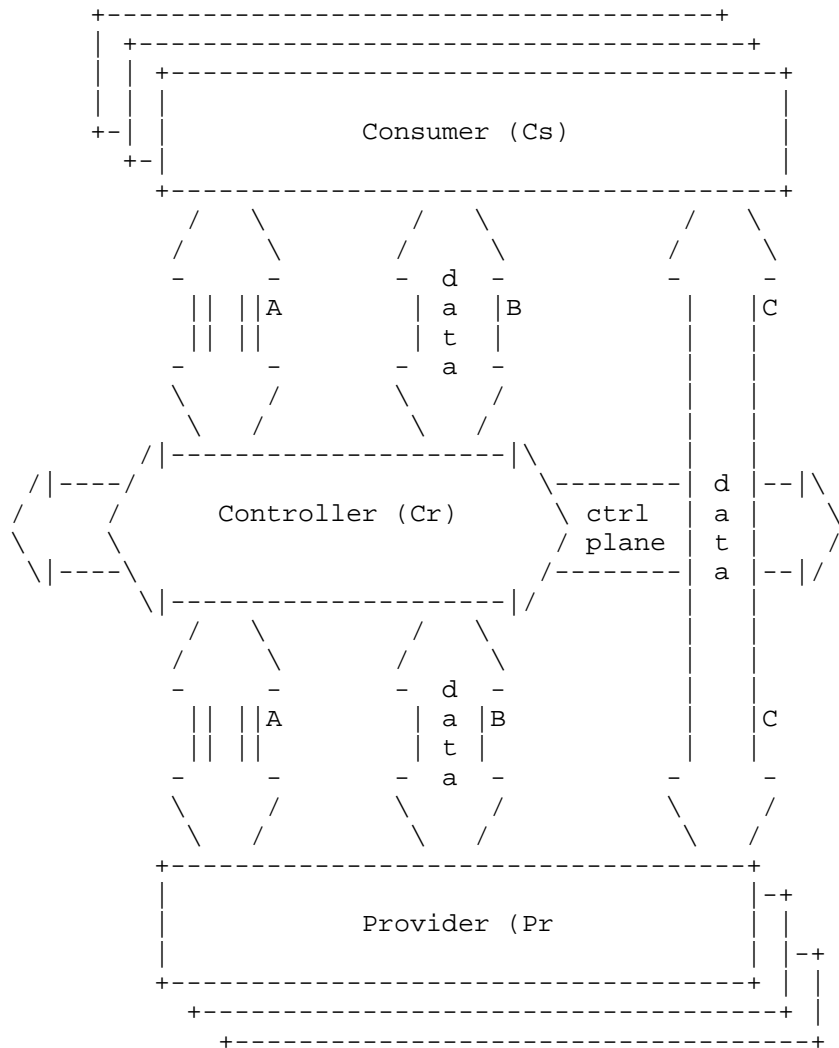 Consumer (Cs)
d
A a B C
t
a
d
Controller (Cr) ctrl a
plane t
a
d
A a B C
t
a
Provider (Pr